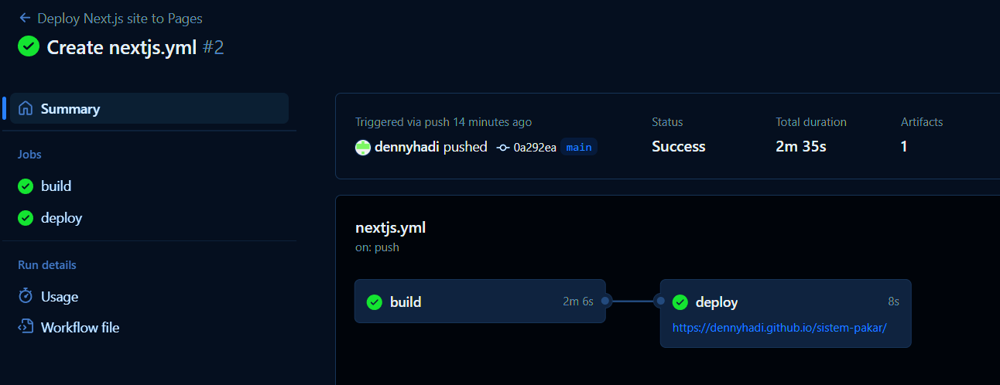 Deploy Next.js site to Pages
Create nextjs.yml #2
Summary
Jobs
build
deploy
Run details
Usage
Workflow file
Triggered via push 14 minutes ago
dennyhadi pushed 0a292ea main
Status
Success
Total duration
2m 35s
Artifacts
1
nextjs.yml
on: push
build 2m 6s
deploy 8s
https://dennyhadi.github.io/sistem-pakar/